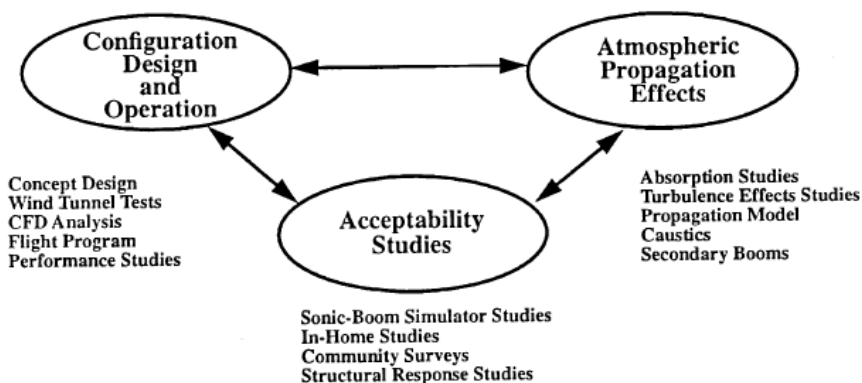 Configuration
Design
and
Operation
Atmospheric
Propagation
Effects
Concept Design
Wind Tunnel Tests
CFD Analysis
Flight Program
Performance Studies
Acceptability
Studies
Absorption Studies
Turbulence Effects Studies
Propagation Model
Caustics
Secondary Booms
Sonic-Boom Simulator Studies
In-Home Studies
Community Surveys
Structural Response Studies